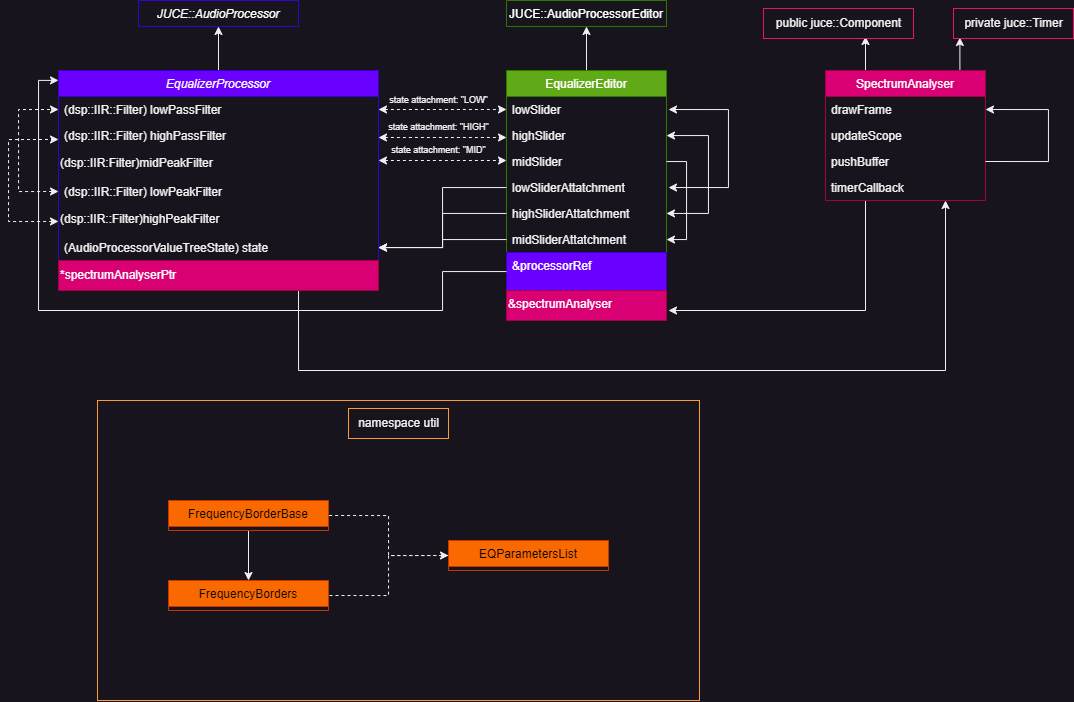 JUCE::AudioProcessor
JUCE::AudioProcessorEditor
public juce::Component
private juce::Timer
EqualizerProcessor
(dsp::IIR::Filter) lowPassFilter
(dsp::IIR::Filter) highPassFilter
(dsp::IIR:Filter)midPeakFilter
(dsp::IIR::Filter) lowPeakFilter
(dsp::IIR::Filter)highPeakFilter
(AudioProcessorValueTreeState) state
*spectrumAnalyserPtr
state attachment: "LOW"
state attachment: "HIGH"
state attachment: "MID"
EqualizerEditor
lowSlider
highSlider
midSlider
lowSliderAttatchment
highSliderAttatchment
midSliderAttatchment
&processorRef
&spectrumAnalyser
SpectrumAnalyser
drawFrame
updateScope
pushBuffer
timerCallback
namespace util
FrequencyBorderBase
FrequencyBorders
EQParametersList